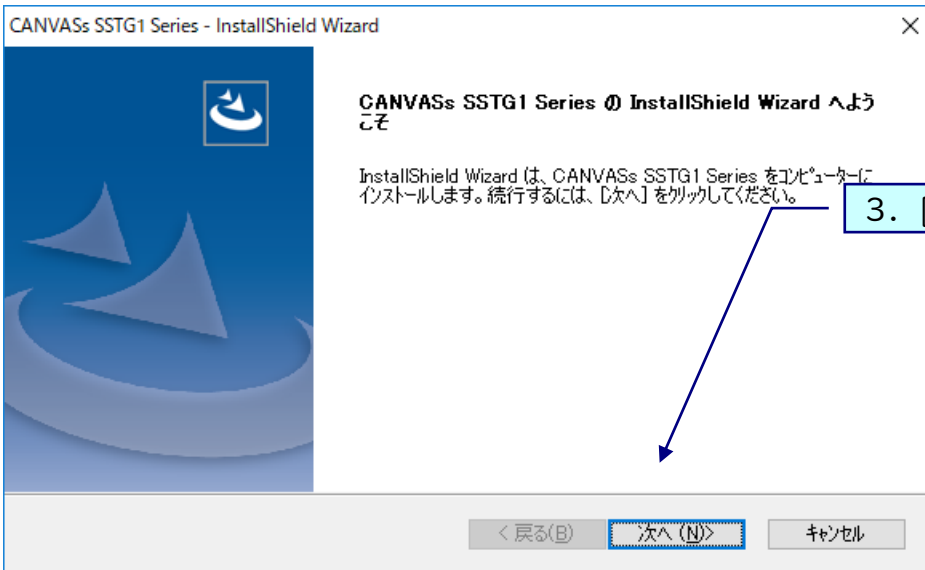 CANVASs SSTG1 Series - InstallShield Wizard
CANVASs SSTG1 Series の InstallShield Wizard へよう
こそ
InstallShield Wizard は、CANVASs SSTG1 Series をコンピューターに
インストールします。続行するには、[次へ] をクリックしてください。
3.
< 戻る(B)
次へ (N)>
キャンセル